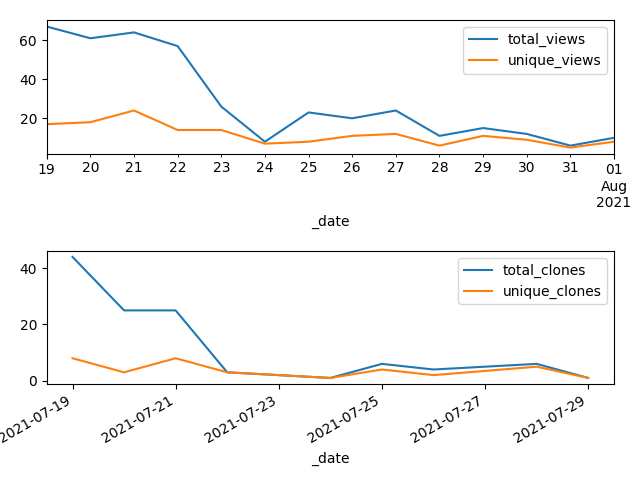 60
40
20
total_views
unique_views
19 20 21 22 23 24 25 26 27 28 29 30 31 01
Aug
2021
_date
40
20
0
total_clones
unique_clones
2021-07-19 2021-07-21 2021-07-23 2021-07-25 2021-07-27 2021-07-29
_date